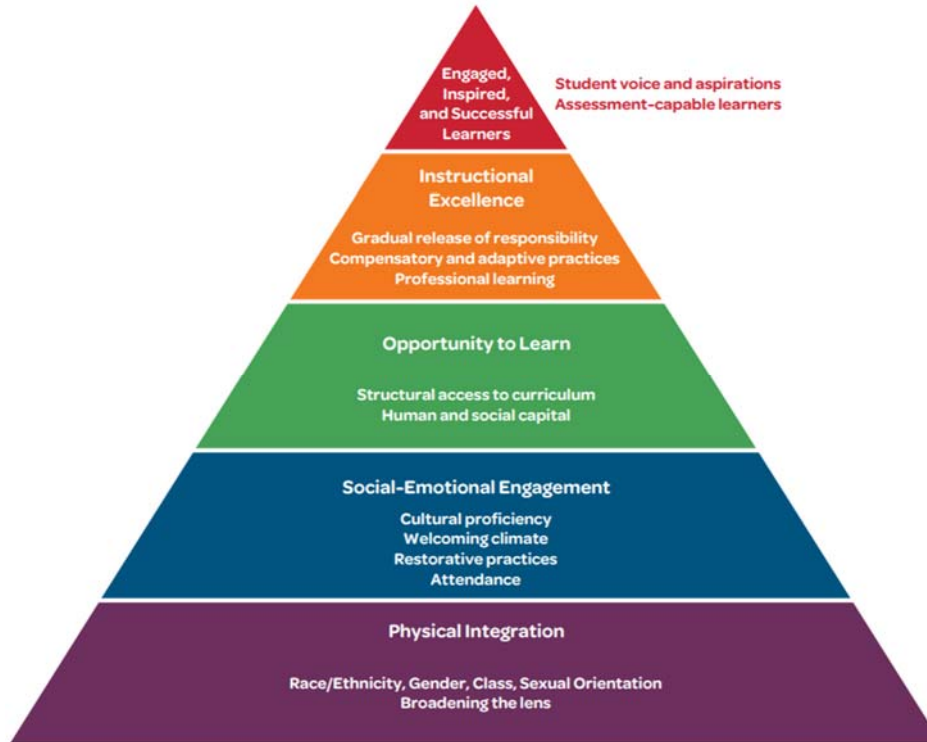 Engaged,
Inspired,
and Successful
Learners
Student voice and aspirations
Assessment-capable learners
Instructional
Excellence
Gradual release of responsibility
Compensatory and adaptive practices
Professional learning
Opportunity to Learn
Structural access to curriculum
Human and social capital
Social-Emotional Engagement
Cultural proficiency
Welcoming climate
Restorative practices
Attendance
Physical Integration
Race/Ethnicity, Gender, Class, Sexual Orientation
Broadening the lens